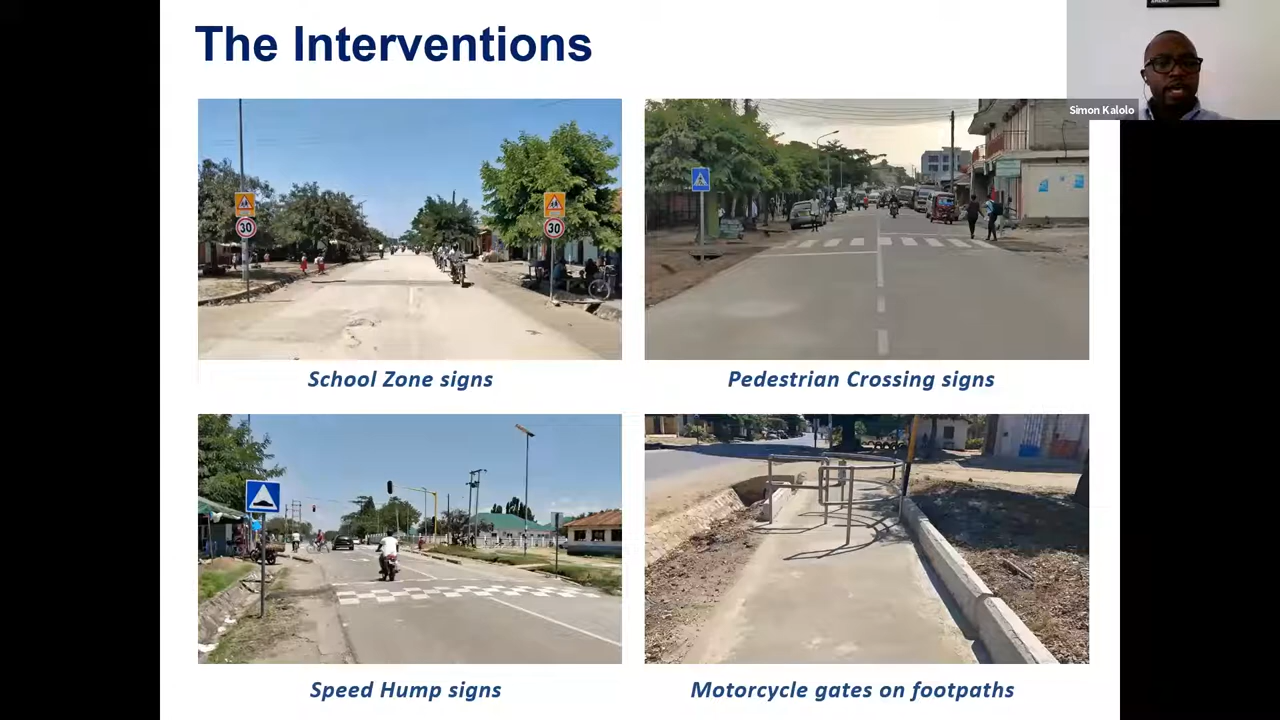 The Interventions
Simon Kalolo
30
30
School Zone signs
Pedestrian Crossing signs
Speed Hump signs
Motorcycle gates on footpaths